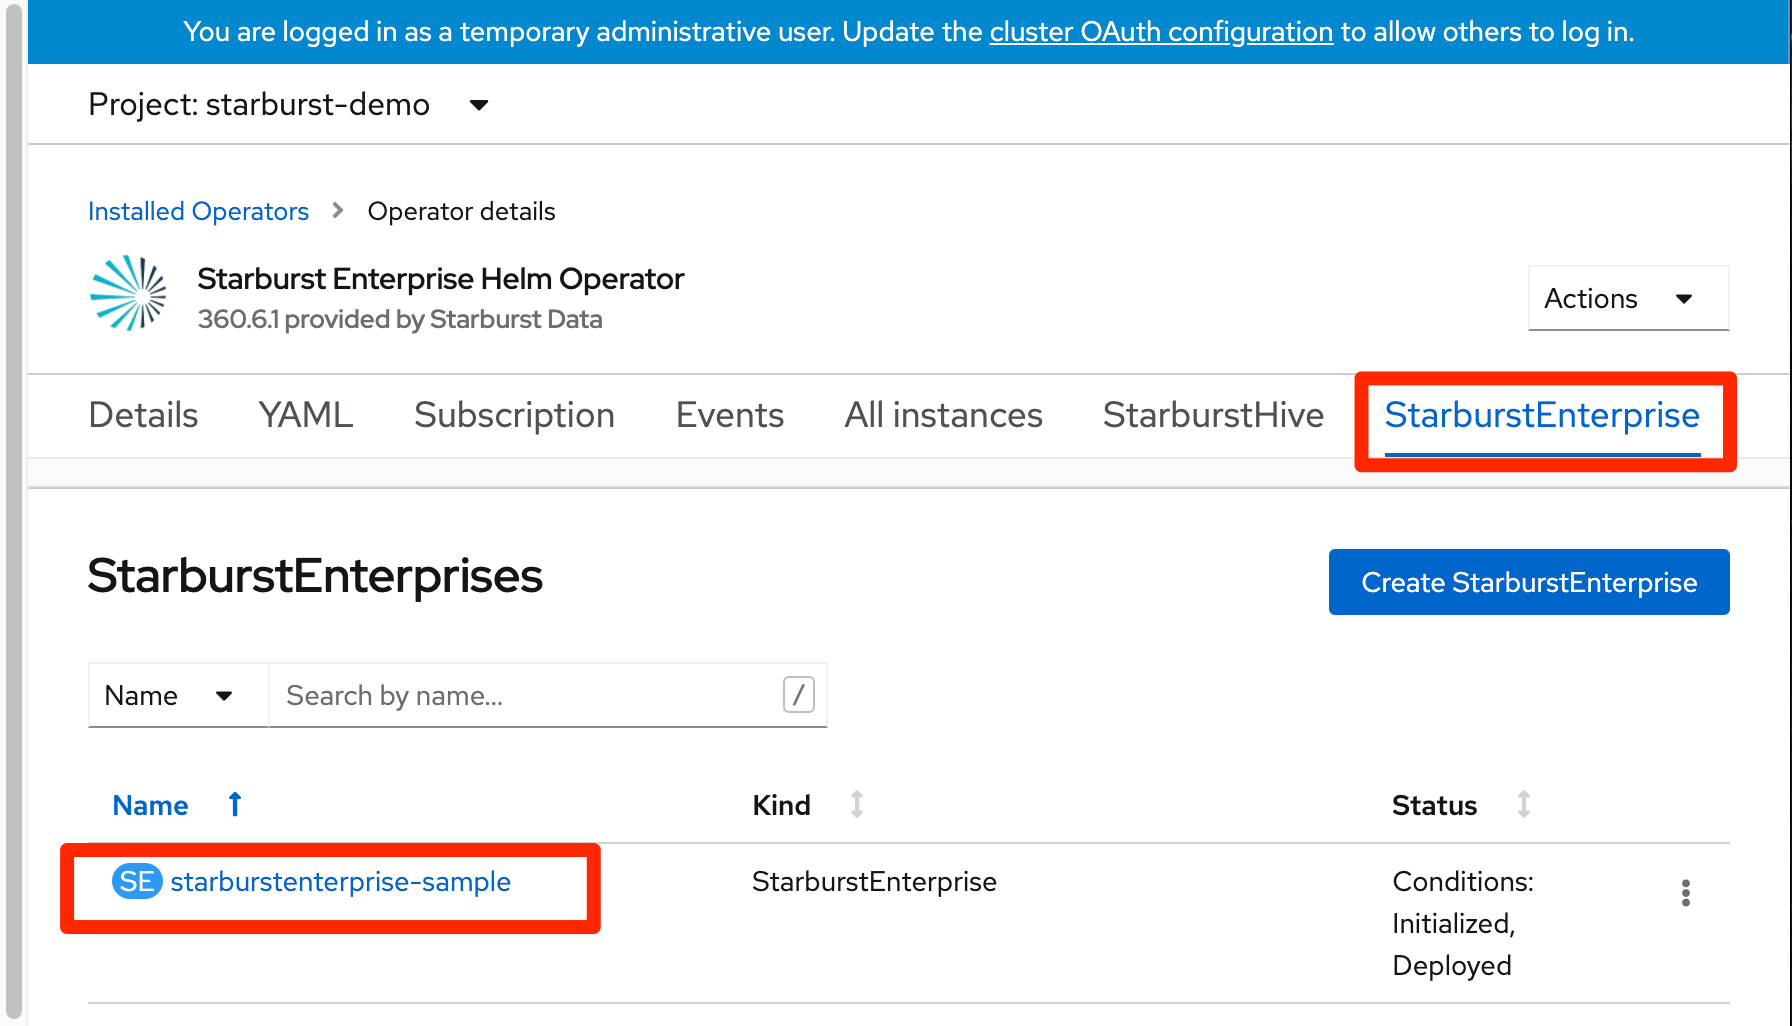 You are logged in as a temporary administrative user. Update the cluster OAuth configuration to allow others to log in.
Project: starburst-demo
Installed Operators > Operator details
Starburst Enterprise Helm Operator
360.6.1 provided by Starburst Data
Actions
Details YAML Subscription Events All instances StarburstHive StarburstEnterprise
StarburstEnterprises
Create StarburstEnterprise
Name Search by name... /
Name Kind Status
SE starburstenterprise-sample StarburstEnterprise Conditions:
Initialized,
Deployed